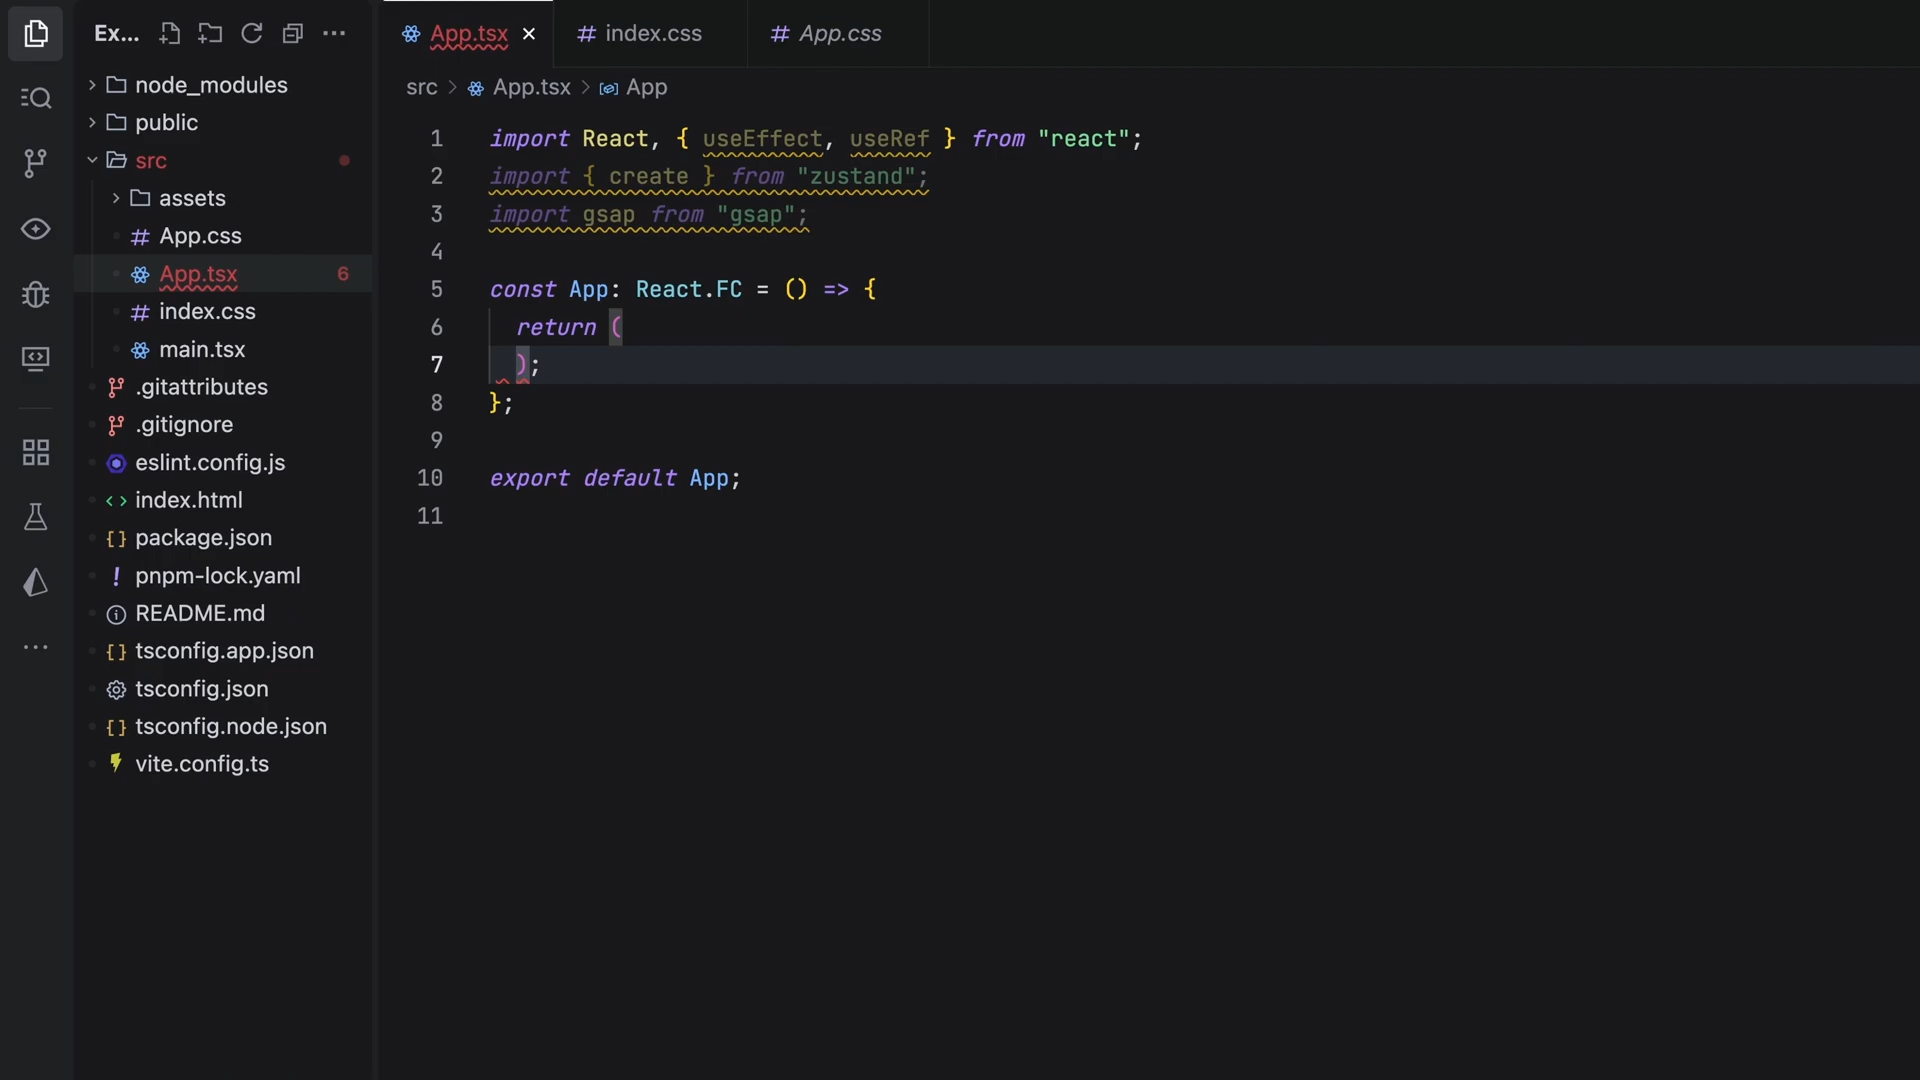 Ex...
node_modules
public
src
assets
App.css
App.tsx 6
index.css
main.tsx
.gitattributes
.gitignore
eslint.config.js
index.html
package.json
pnpm-lock.yaml
README.md
tsconfig.app.json
tsconfig.json
tsconfig.node.json
vite.config.ts
App.tsx
index.css
App.css
src > App.tsx > App
1 import React, { useEffect, useRef } from "react";
2 import { create } from "zustand";
3 import gsap from "gsap";
4
5 const App: React.FC = () => {
6 return (
7 );
8 };
9
10 export default App;
11